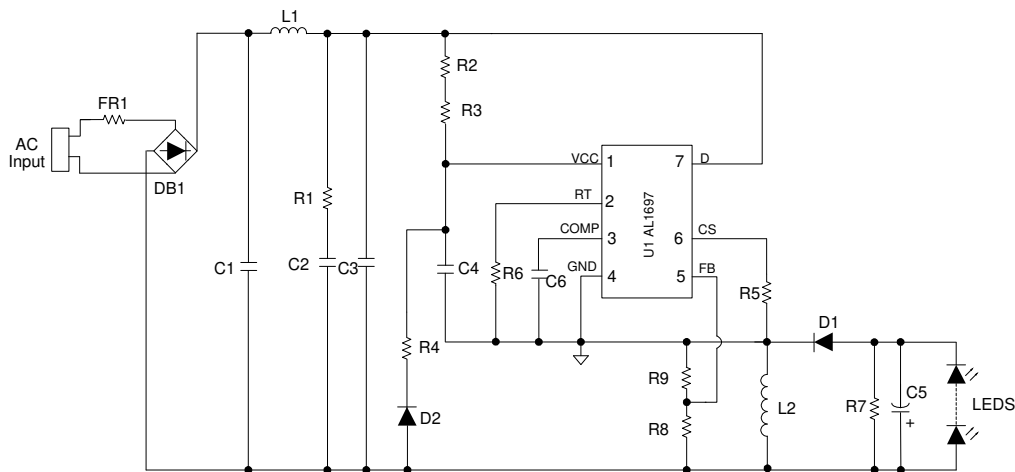 L1
R2
FR1
R3
AC
Input
DB1
VCC
1
7
D
RT
2
R1
COMP
3
6
CS
U1 AL1697
GND
4
5
FB
C1
C2
C3
C4
R6
C6
R5
D1
R4
R9
D2
R8
L2
R7
C5
+
LEDS